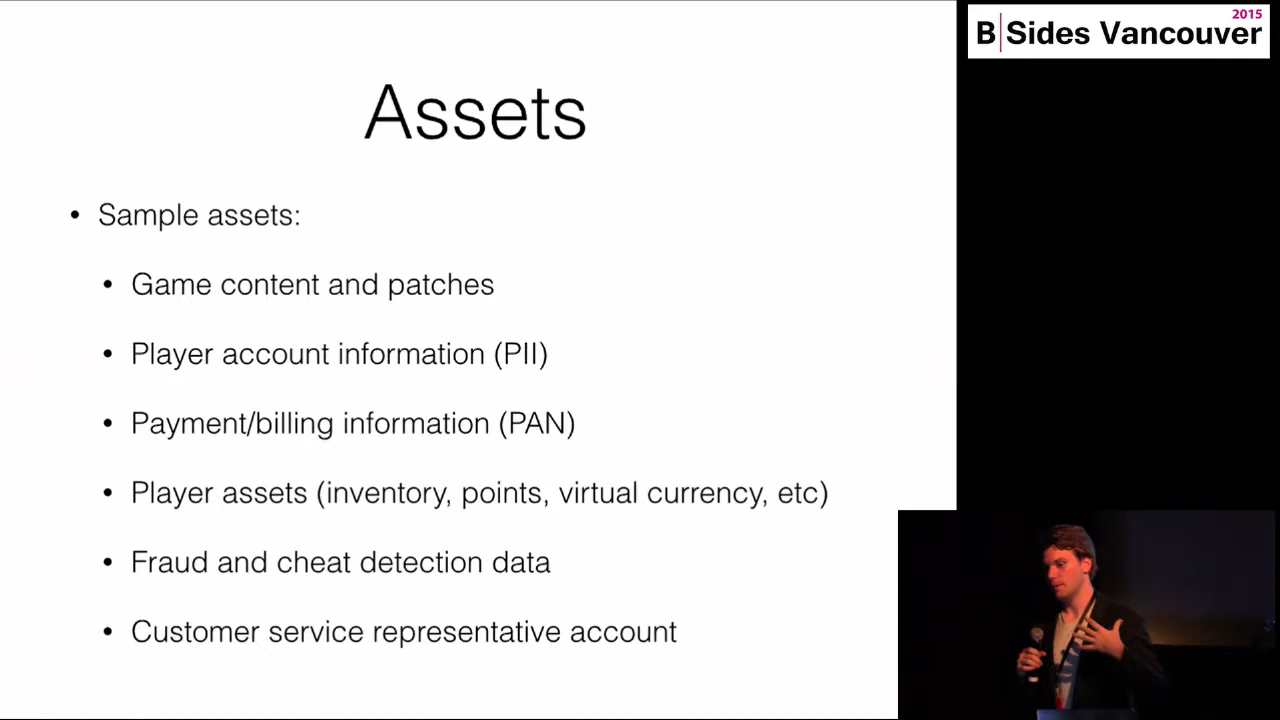 2015
B Sides Vancouver
Assets
• Sample assets:
• Game content and patches
• Player account information (PII)
• Payment/billing information (PAN)
• Player assets (inventory, points, virtual currency, etc)
• Fraud and cheat detection data
• Customer service representative account